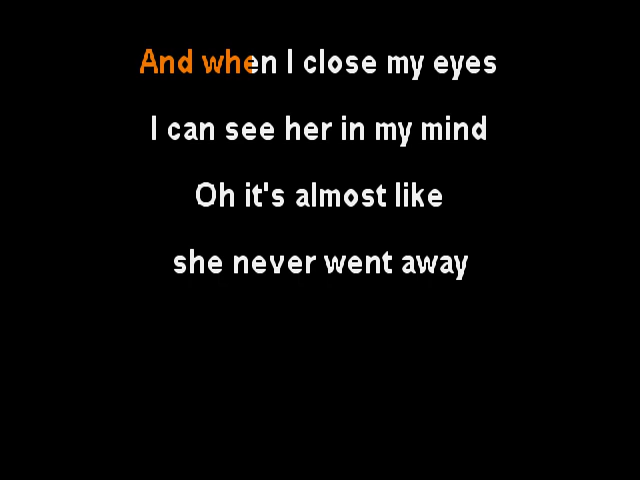 And when I close my eyes
I can see her in my mind
Oh it's almost like
she never went away